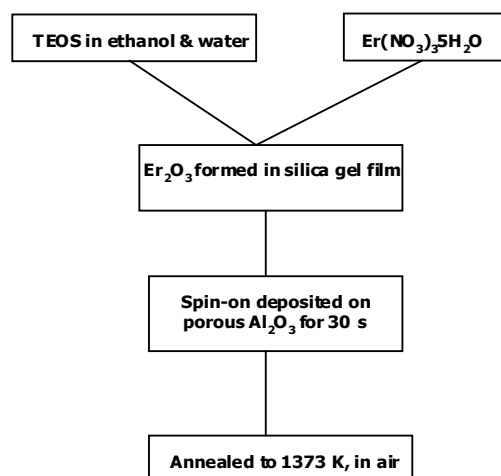 TEOS in ethanol & water
Er(NO₃)₃5H₂O
Er₂O₃ formed in silica gel film
Spin-on deposited on
porous Al₂O₃ for 30 s
Annealed to 1373 K, in air